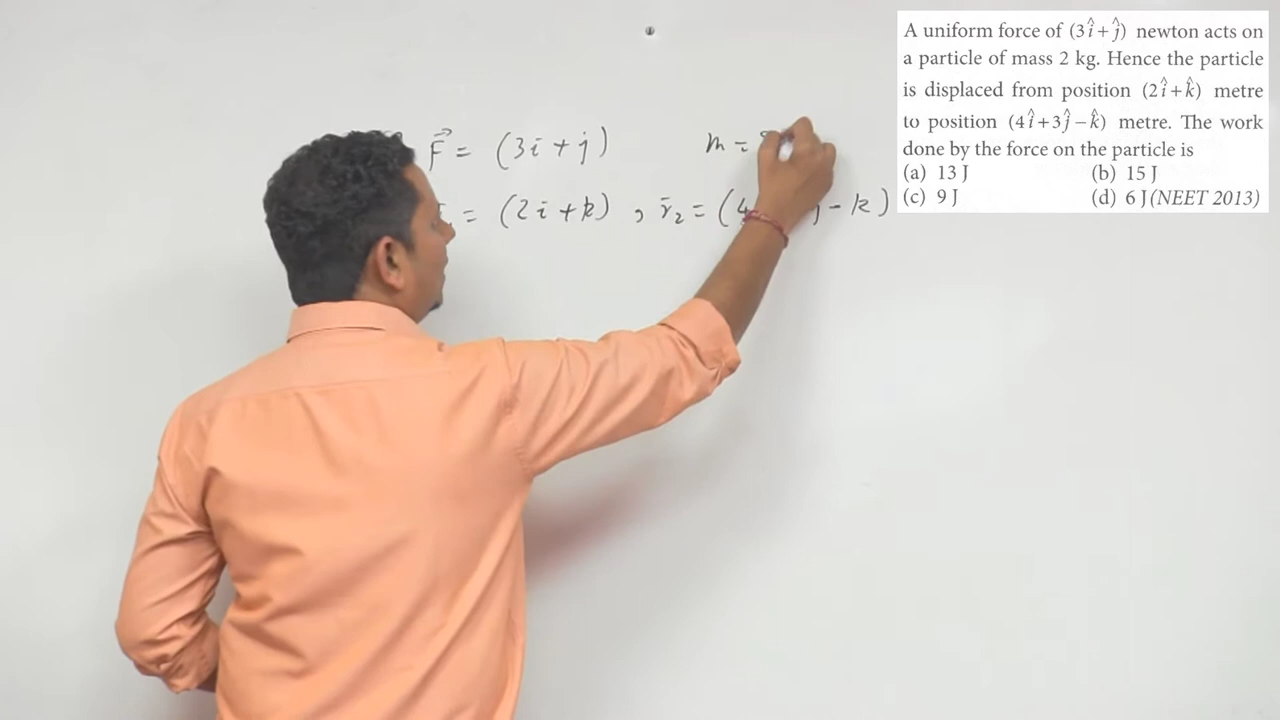 F⃗ = (3i + j) m =
= (2i + k) , r̄₂ = (4 j - k)
A uniform force of (3î + ĵ) newton acts on
a particle of mass 2 kg. Hence the particle
is displaced from position (2î + k̂) metre
to position (4î + 3ĵ − k̂) metre. The work
done by the force on the particle is
(a) 13 J (b) 15 J
(c) 9 J (d) 6 J (NEET 2013)